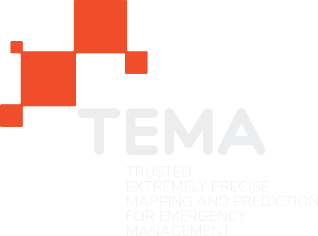 TEMA
TRUSTED
EXTREMELY PRECISE
MAPPING AND PREDICTION
FOR EMERGENCY
MANAGEMENT